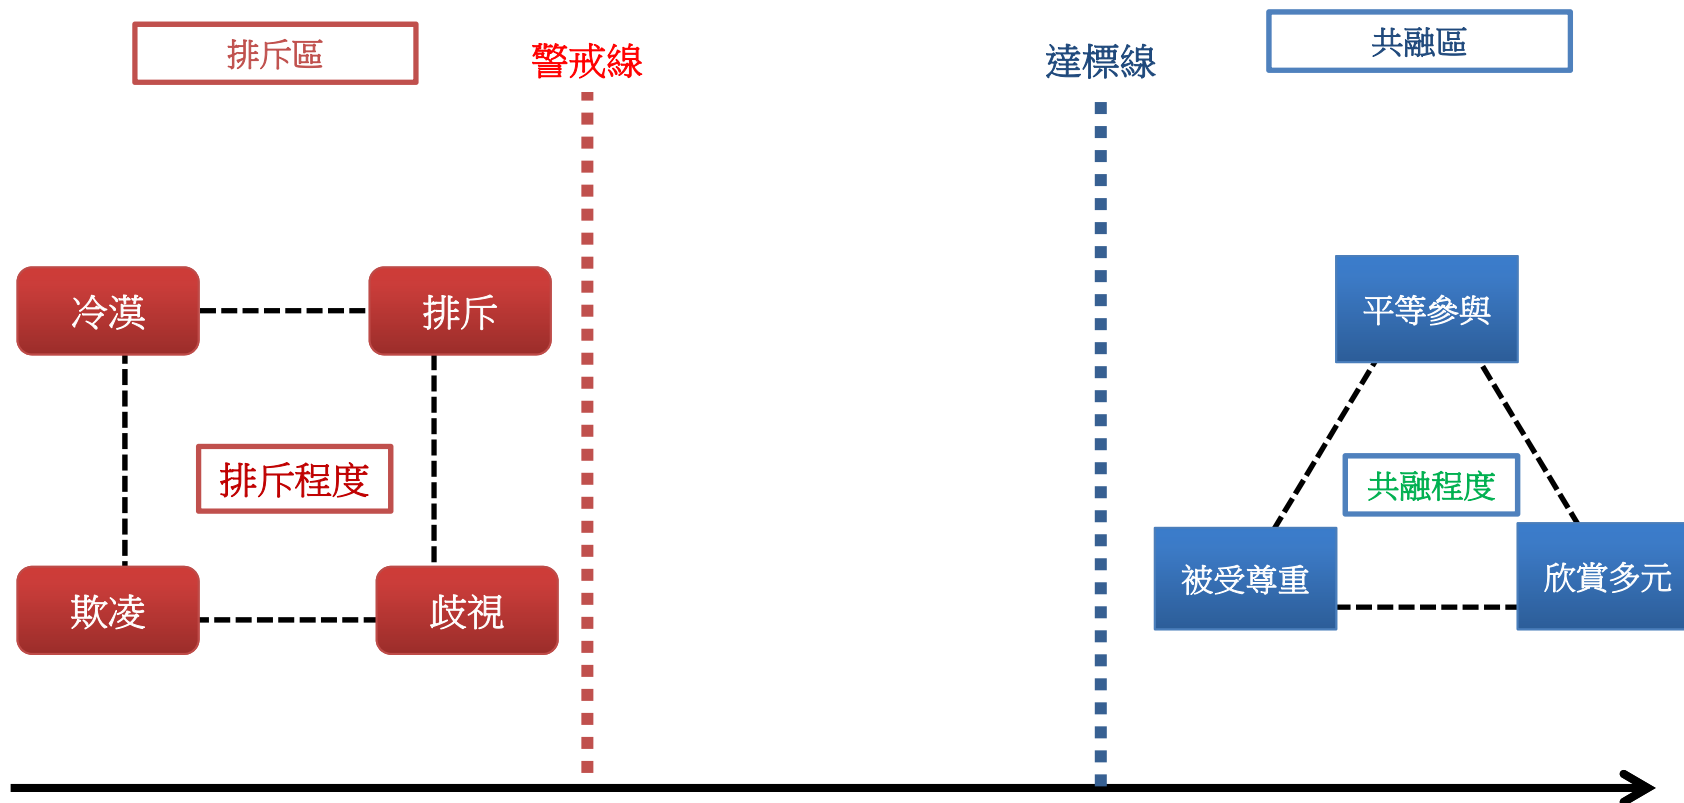 排斥區
警戒線
達標線
共融區
冷漠
排斥
平等參與
排斥程度
共融程度
欺凌
歧視
被受尊重
欣賞多元